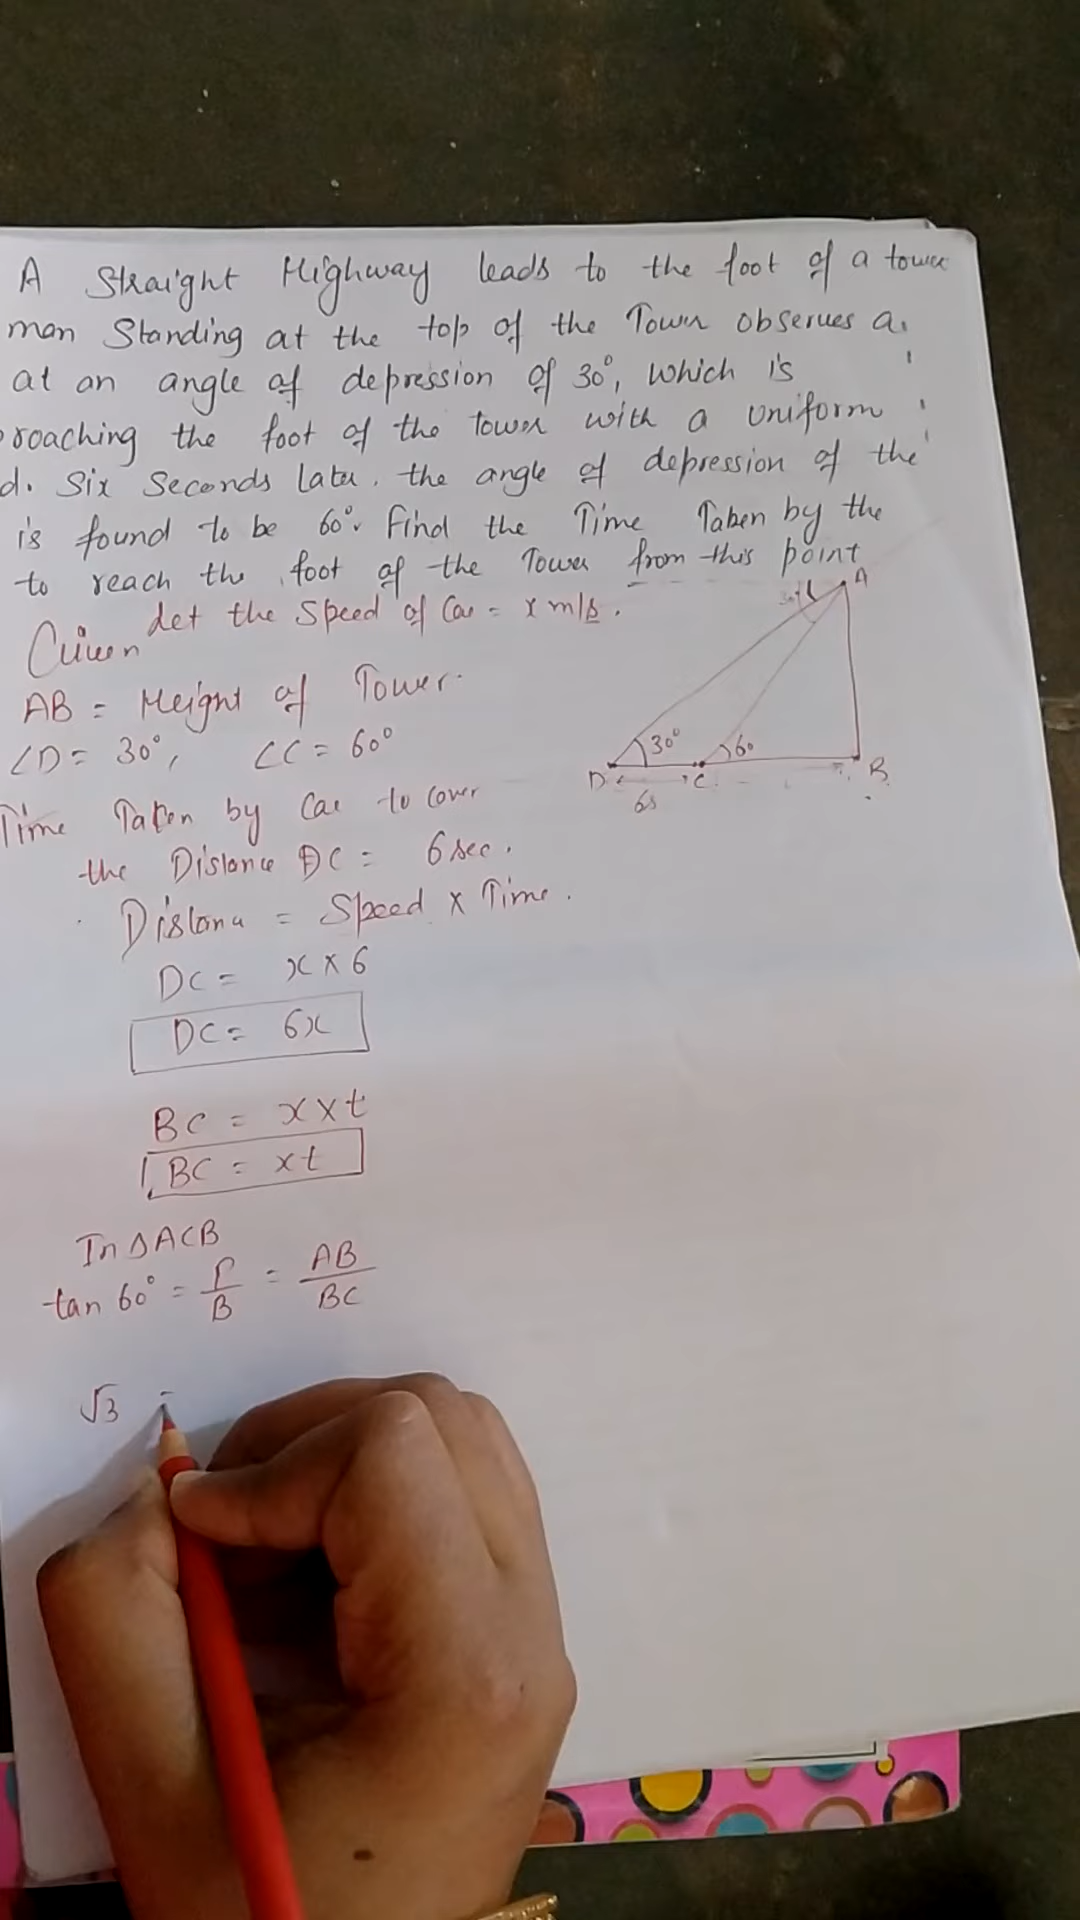 A Straight Highway leads to the foot of a tower
man Standing at the top of the Tower observes a
at an angle of depression of 30°, which is
roaching the foot of the tower with a uniform
d. Six Seconds later, the angle of depression of the
is found to be 60°. Find the Time Taken by the
to reach the foot of the Tower from this point
Let the Speed of Car = x m/s.
Given
AB = Height of Tower.
∠D = 30°, ∠C = 60°
Time Taken by Car to cover
the Distance DC = 6 sec.
Distance = Speed x Time.
DC = x × 6
DC = 6x
BC = x × t
BC = xt
In △ACB
tan 60° = P/B = AB/BC
√3 =
A
30°
60
D
C
B
6s